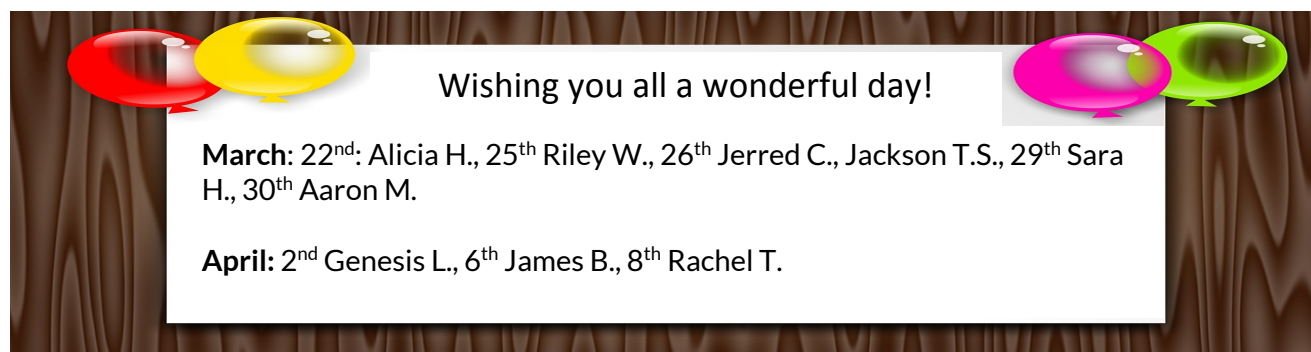 Wishing you all a wonderful day!
March: 22nd: Alicia H., 25th Riley W., 26th Jerred C., Jackson T.S., 29th Sara
H., 30th Aaron M.
April: 2nd Genesis L., 6th James B., 8th Rachel T.